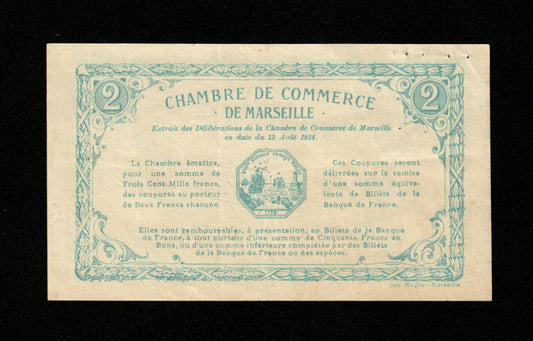 2
2
CHAMBRE DE COMMERCE
DE MARSEILLE
Extrait des Délibérations de la Chambre de Commerce de Marseille
en date du 12 Août 1914.
La Chambre émettra,
pour une somme de
Trois Cent Mille francs,
des coupures au porteur
de Deux Francs chacune.
Ces Coupures seront
délivrées sur la remise
d'une somme équiva-
lente de Billets de la
Banque de France.
Elles sont remboursables, à présentation, en Billets de la Banque
de France, à tout porteur d'une somme de Cinquante Francs en
Bons, ou d'une somme inférieure complétée par des Billets
de la Banque de France ou des espèces.
Imp. Moullot-Marseille